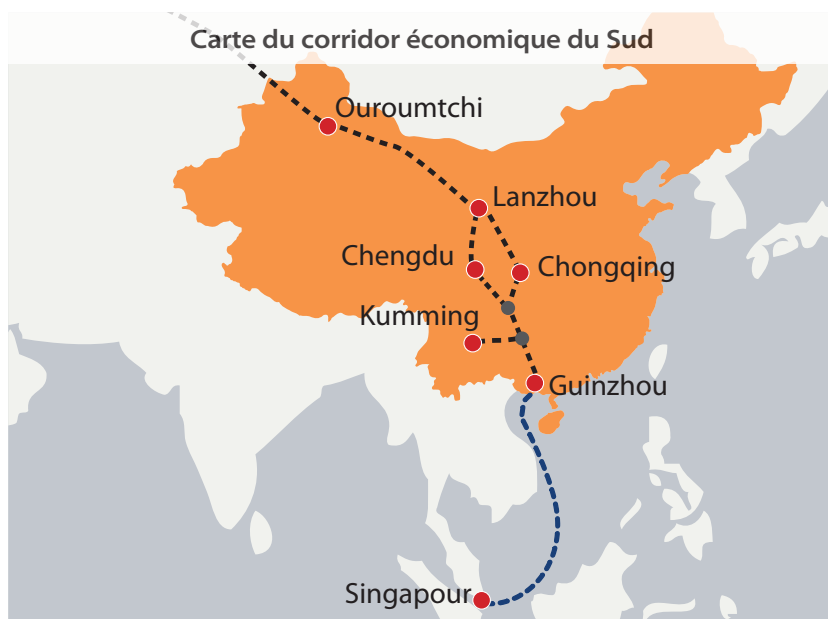 Carte du corridor économique du Sud
Ouroumtchi
Lanzhou
Chengdu
Chongqing
Kumming
Guinzhou
Singapour